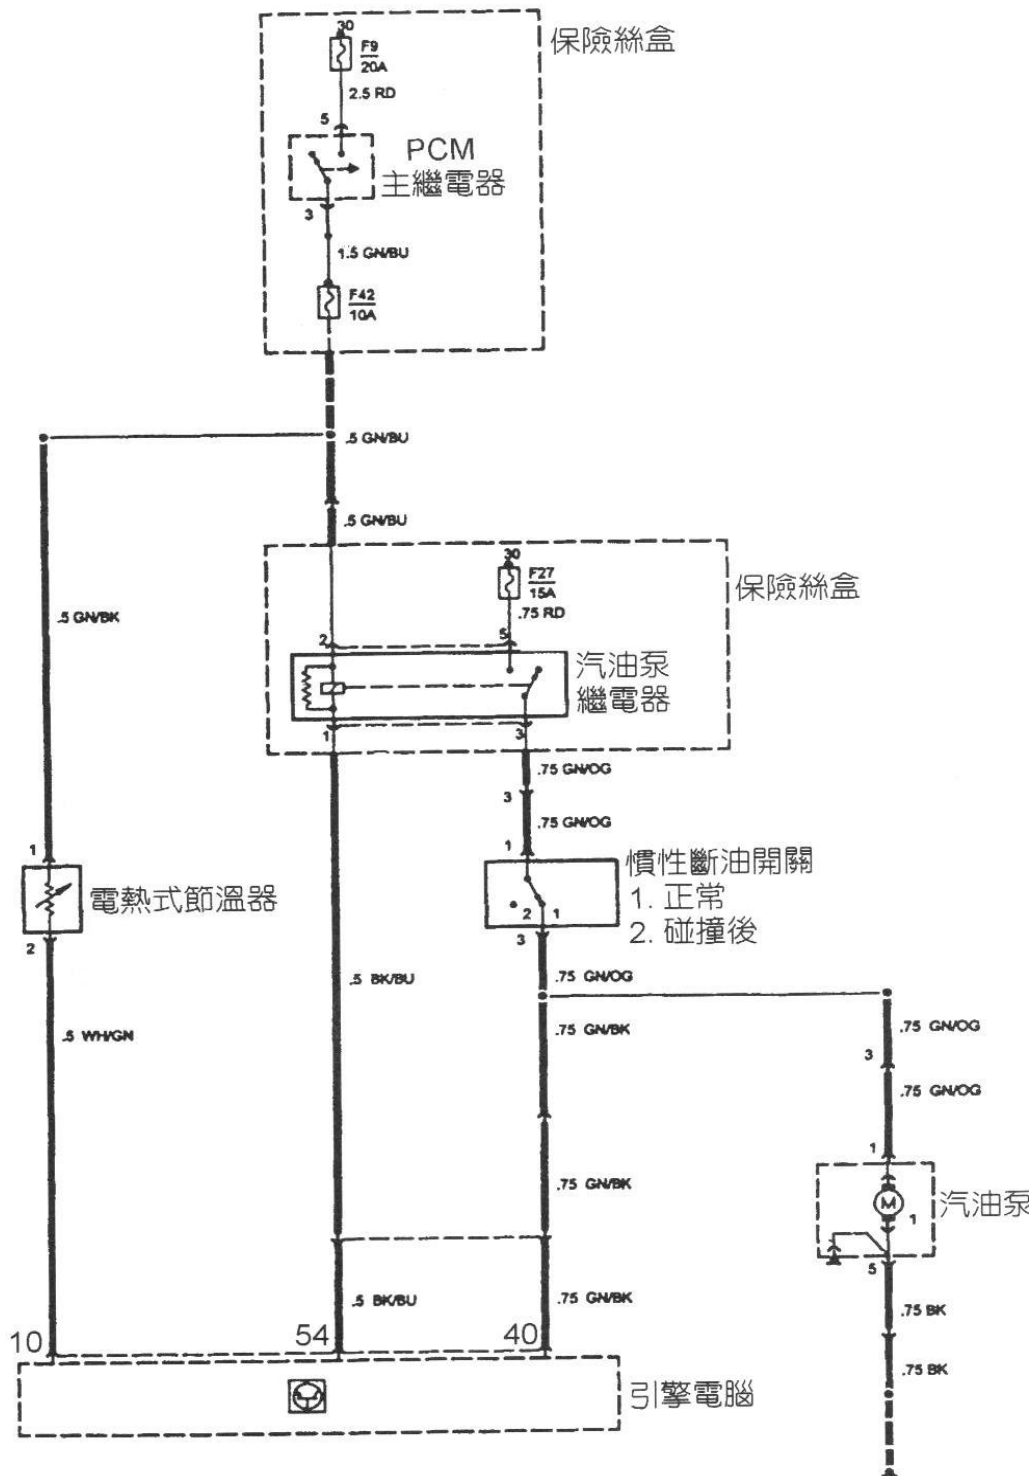 30
保險絲盒
F9
20A
2.5 RD
5
PCM
主繼電器
3
1.5 GN/BU
F42
10A
.5 GN/BU
.5 GN/BU
30
F27
15A
保險絲盒
.75 RD
.5 GN/BK
2
5
汽油泵
繼電器
1
3
.75 GN/OG
3
.75 GN/OG
1
1
慣性斷油開關
1. 正常
2. 碰撞後
電熱式節溫器
2 1
2
3
.5 BK/BU
.75 GN/OG
.5 WH/GN
.75 GN/BK
.75 GN/OG
3
.75 GN/OG
1
.75 GN/BK
M
1
汽油泵
5
.5 BK/BU
.75 GN/BK
.75 BK
10
54
40
.75 BK
引擎電腦